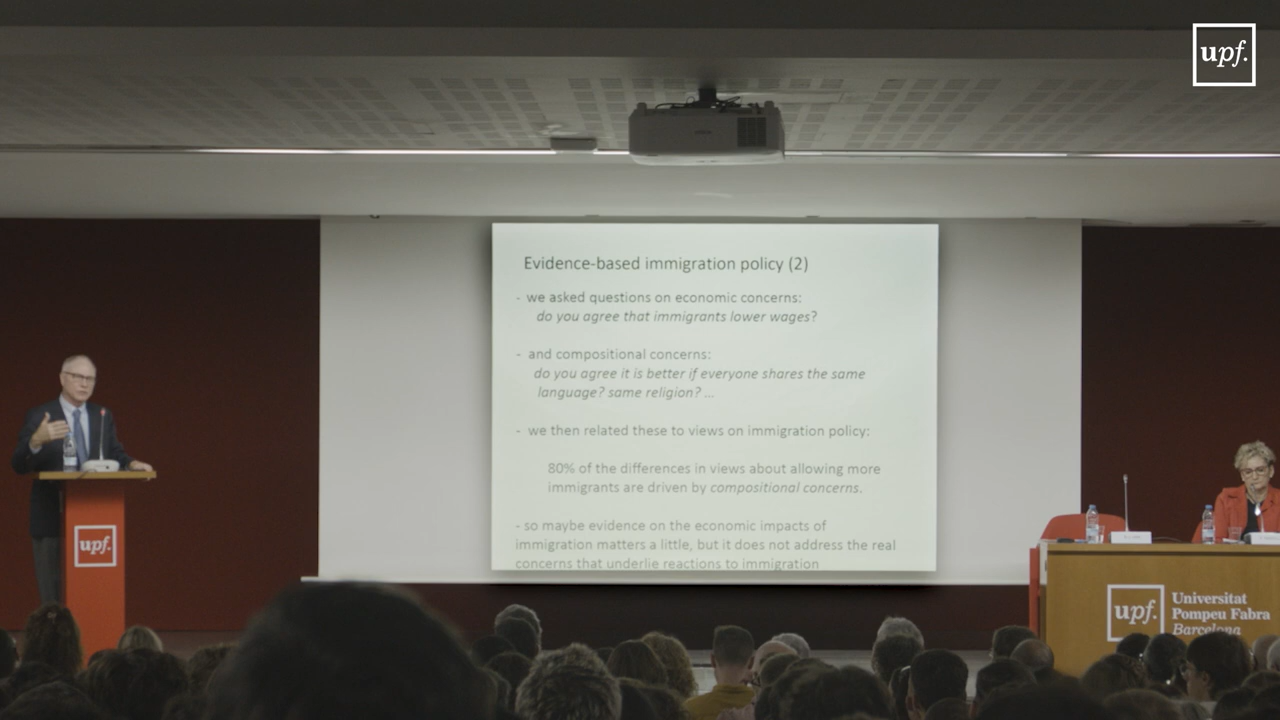 upf.
Evidence-based immigration policy (2)
- we asked questions on economic concerns:
do you agree that immigrants lower wages?
- and compositional concerns:
do you agree it is better if everyone shares the same
language? same religion? ...
- we then related these to views on immigration policy:
80% of the differences in views about allowing more
immigrants are driven by compositional concerns.
- so maybe evidence on the economic impacts of
immigration matters a little, but it does not address the real
concerns that underlie reactions to immigration
upf.
upf.
Universitat
Pompeu Fabra
Barcelona